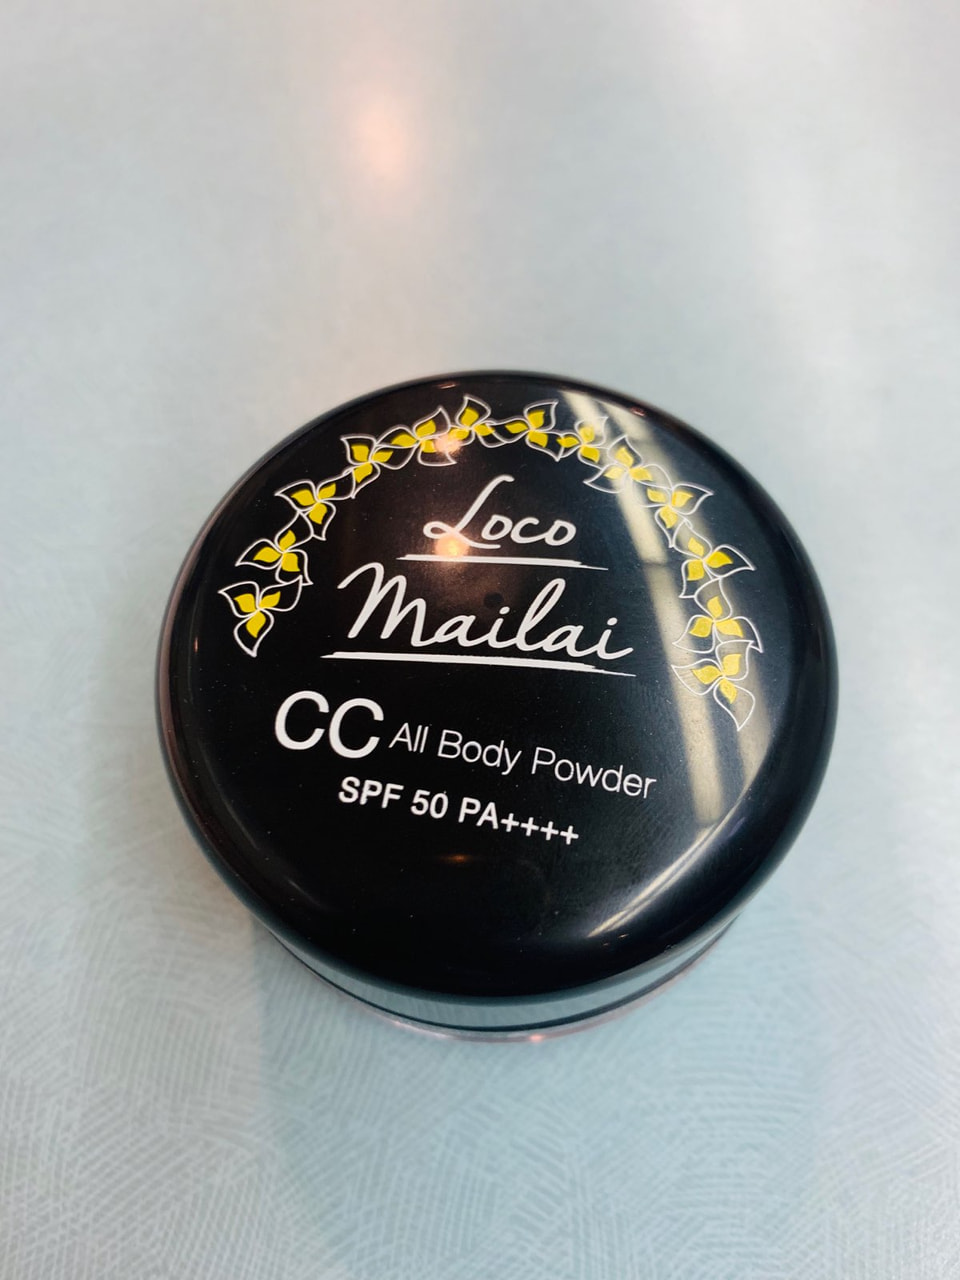 Loco
Mailai
CC All Body Powder
SPF 50 PA++++